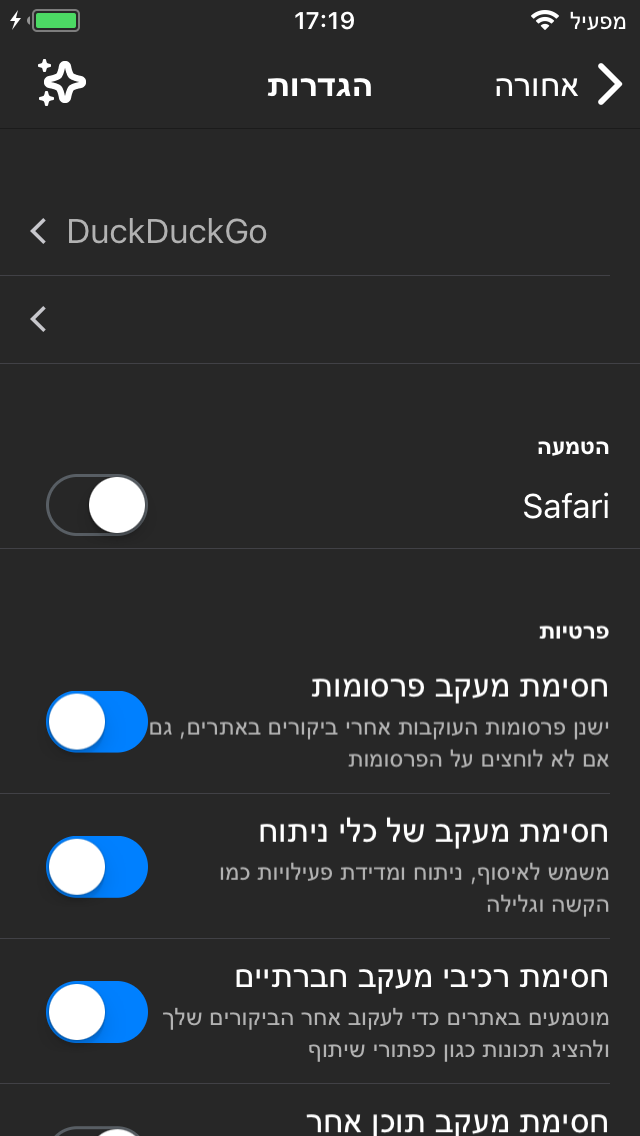 מפעיל
17:19
אחורה
הגדרות
DuckDuckGo
הטמעה
Safari
פרטיות
חסימת מעקב פרסומות
ישנן פרסומות העוקבות אחרי ביקורים באתרים, גם
אם לא לוחצים על הפרסומות
חסימת מעקב של כלי ניתוח
משמש לאיסוף, ניתוח ומדידת פעילויות כמו
הקשה וגלילה
חסימת רכיבי מעקב חברתיים
מוטמעים באתרים כדי לעקוב אחר הביקורים שלך
ולהציג תכונות כגון כפתורי שיתוף
חסימת מעקב תוכן אחר